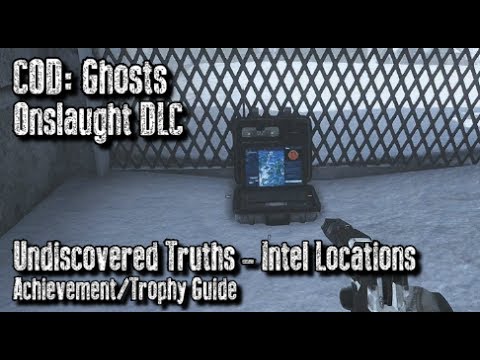 COD: Ghosts
Onslaught DLC
Undiscovered Truths - Intel Locations
Achievement/Trophy Guide